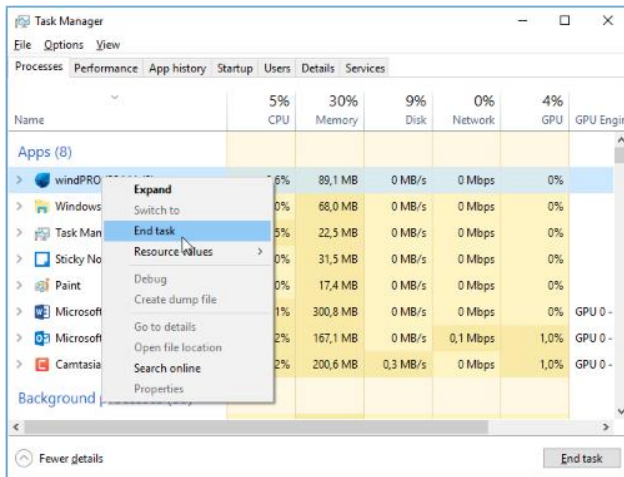 Task Manager
File Options View
Processes Performance App history Startup Users Details Services
5% 30% 9% 0% 4%
Name CPU Memory Disk Network GPU GPU Engin
Apps (8)
windPRO 6% 89,1 MB 0 MB/s 0 Mbps 0%
Expand
Windows 0% 68,0 MB 0 MB/s 0 Mbps 0%
Switch to
Task Man 5% 22,5 MB 0 MB/s 0 Mbps 0%
End task
Sticky No 0% 31,5 MB 0 MB/s 0 Mbps 0%
Resource values
Paint 0% 17,4 MB 0 MB/s 0 Mbps 0%
Debug
Create dump file
Microsoft 1% 300,8 MB 0 MB/s 0 Mbps 0% GPU 0 -
Go to details
Microsoft 2% 167,1 MB 0 MB/s 0,1 Mbps 1,0% GPU 0 -
Open file location
Camtasia 2% 200,6 MB 0,3 MB/s 0 Mbps 1,0% GPU 0 -
Search online
Properties
Background
Fewer details End task